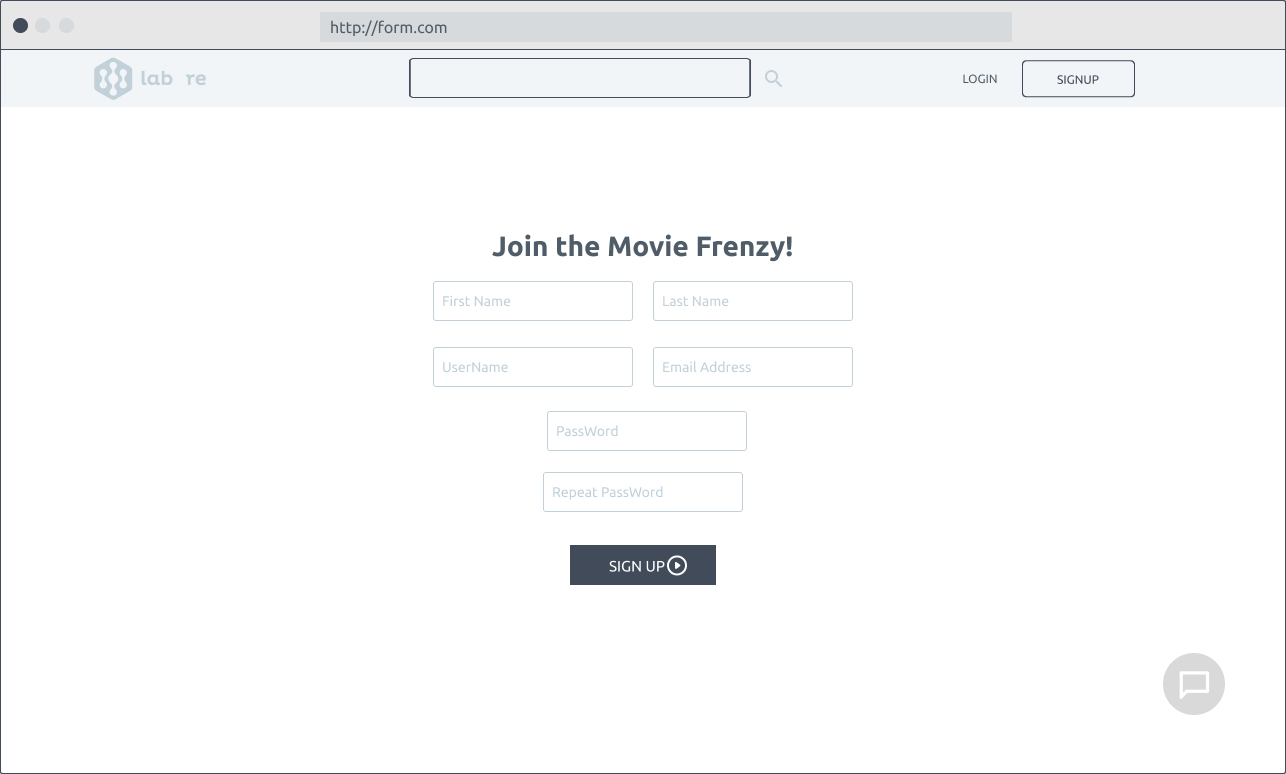 http://form.com
lab re
LOGIN
SIGNUP
Join the Movie Frenzy!
First Name
Last Name
UserName
Email Address
PassWord
Repeat PassWord
SIGN UP